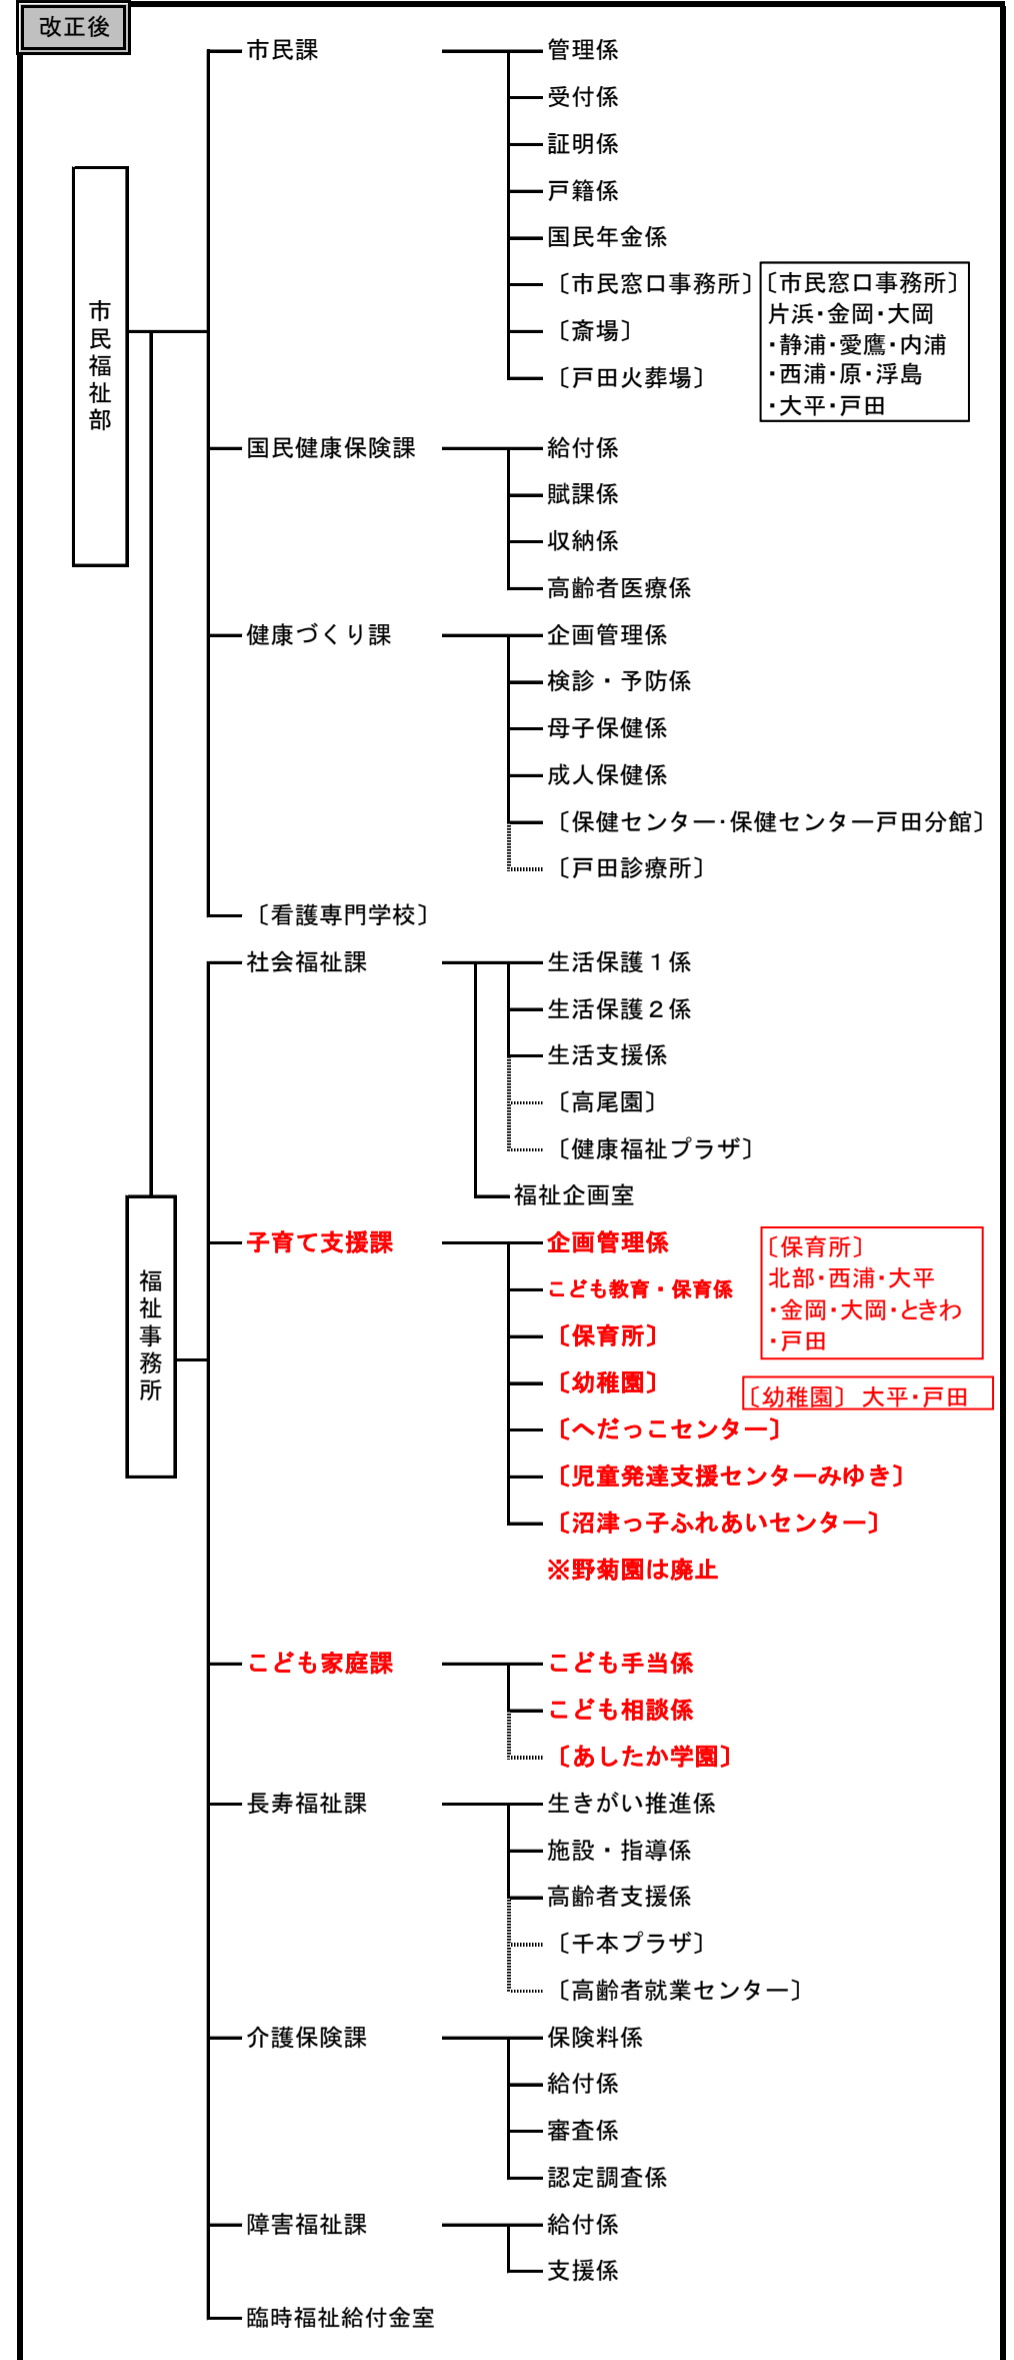 改正後
市民福祉部
市民課
管理係
受付係
証明係
戸籍係
国民年金係
〔市民窓口事務所〕
〔斎場〕
〔戸田火葬場〕
〔市民窓口事務所〕
片浜・金岡・大岡
・静浦・愛鷹・内浦
・西浦・原・浮島
・大平・戸田
国民健康保険課
給付係
賦課係
収納係
高齢者医療係
健康づくり課
企画管理係
検診・予防係
母子保健係
成人保健係
〔保健センター・保健センター戸田分館〕
〔戸田診療所〕
〔看護専門学校〕
福祉事務所
社会福祉課
生活保護１係
生活保護２係
生活支援係
〔高尾園〕
〔健康福祉プラザ〕
福祉企画室
子育て支援課
企画管理係
こども教育・保育係
〔保育所〕
〔幼稚園〕
〔へだっこセンター〕
〔児童発達支援センターみゆき〕
〔沼津っ子ふれあいセンター〕
※野菊園は廃止
〔保育所〕
北部・西浦・大平
・金岡・大岡・ときわ
・戸田
〔幼稚園〕 大平・戸田
こども家庭課
こども手当係
こども相談係
〔あしたか学園〕
長寿福祉課
生きがい推進係
施設・指導係
高齢者支援係
〔千本プラザ〕
〔高齢者就業センター〕
介護保険課
保険料係
給付係
審査係
認定調査係
障害福祉課
給付係
支援係
臨時福祉給付金室